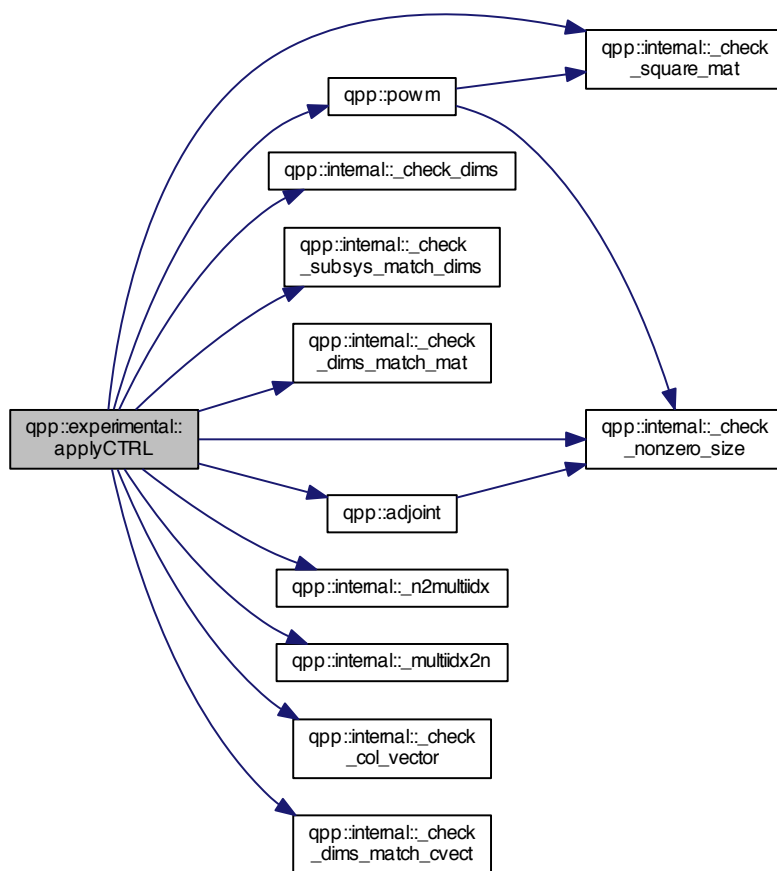 qpp::internal::_check
_square_mat
qpp::powm
qpp::internal::_check_dims
qpp::internal::_check
_subsys_match_dims
qpp::internal::_check
_dims_match_mat
qpp::experimental::
applyCTRL
qpp::internal::_check
_nonzero_size
qpp::adjoint
qpp::internal::_n2multiidx
qpp::internal::_multiidx2n
qpp::internal::_check
_col_vector
qpp::internal::_check
_dims_match_cvect